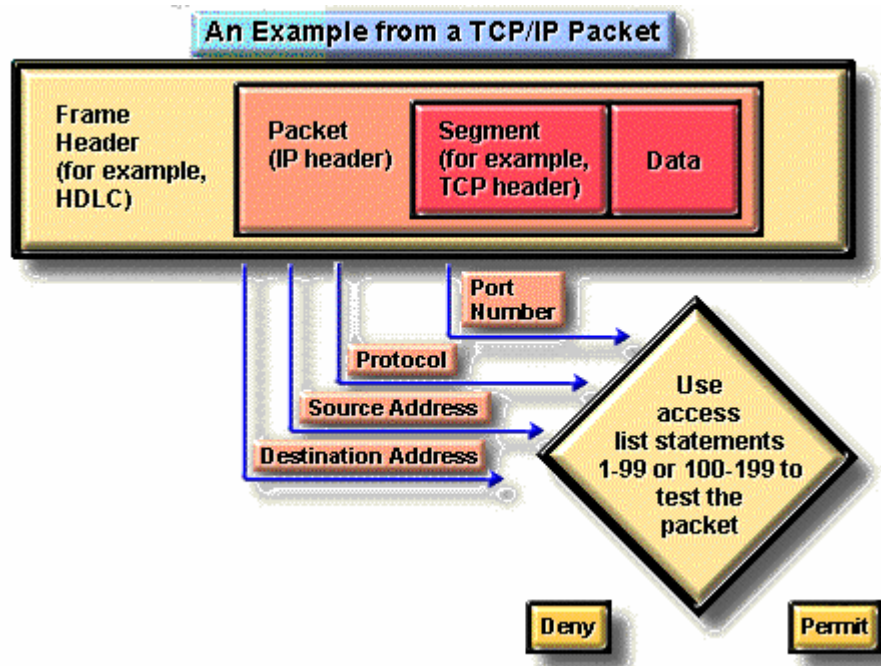 An Example from a TCP/IP Packet
Frame
Header
(for example,
HDLC)
Packet
(IP header)
Segment
(for example,
TCP header)
Data
Port
Number
Protocol
Source Address
Destination Address
Use
access
list statements
1-99 or 100-199 to
test the
packet
Deny
Permit